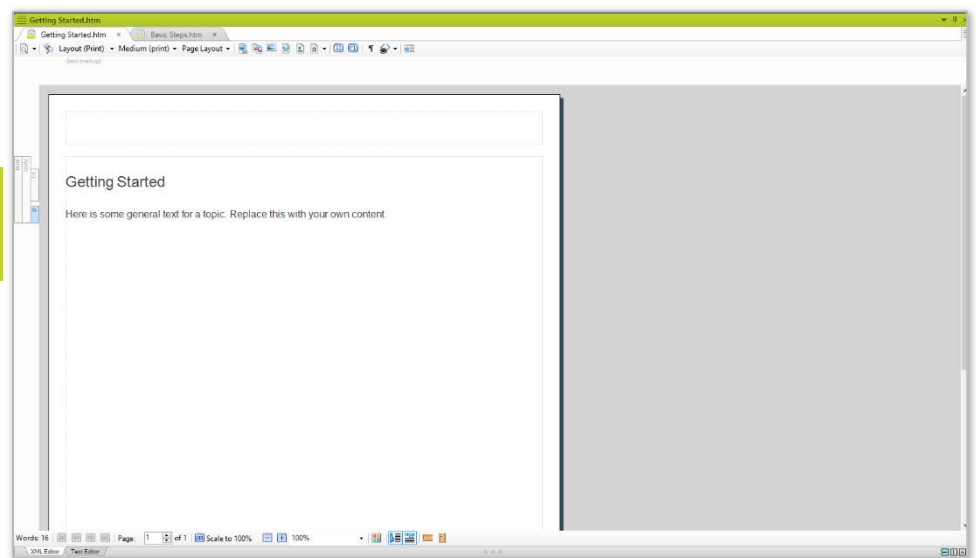 Getting Started.htm
Getting Started.htm × Basic Steps.htm ×
Layout (Print) Medium (print) Page Layout
(text markup)
Getting Started
Here is some general text for a topic. Replace this with your own content.
Words: 16 Page: 1 of 1 Scale to 100% 100%
XML Editor Text Editor